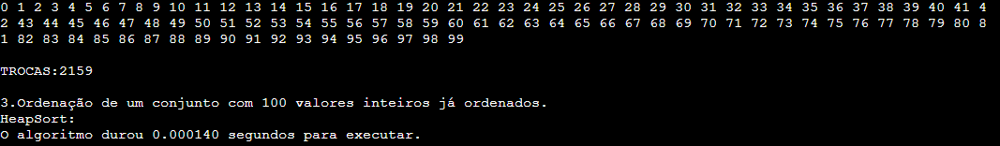 0 1 2 3 4 5 6 7 8 9 10 11 12 13 14 15 16 17 18 19 20 21 22 23 24 25 26 27 28 29 30 31 32 33 34 35 36 37 38 39 40 41 4
2 43 44 45 46 47 48 49 50 51 52 53 54 55 56 57 58 59 60 61 62 63 64 65 66 67 68 69 70 71 72 73 74 75 76 77 78 79 80 8
1 82 83 84 85 86 87 88 89 90 91 92 93 94 95 96 97 98 99
TROCAS:2159
3.Ordenação de um conjunto com 100 valores inteiros já ordenados.
HeapSort:
O algoritmo durou 0.000140 segundos para executar.